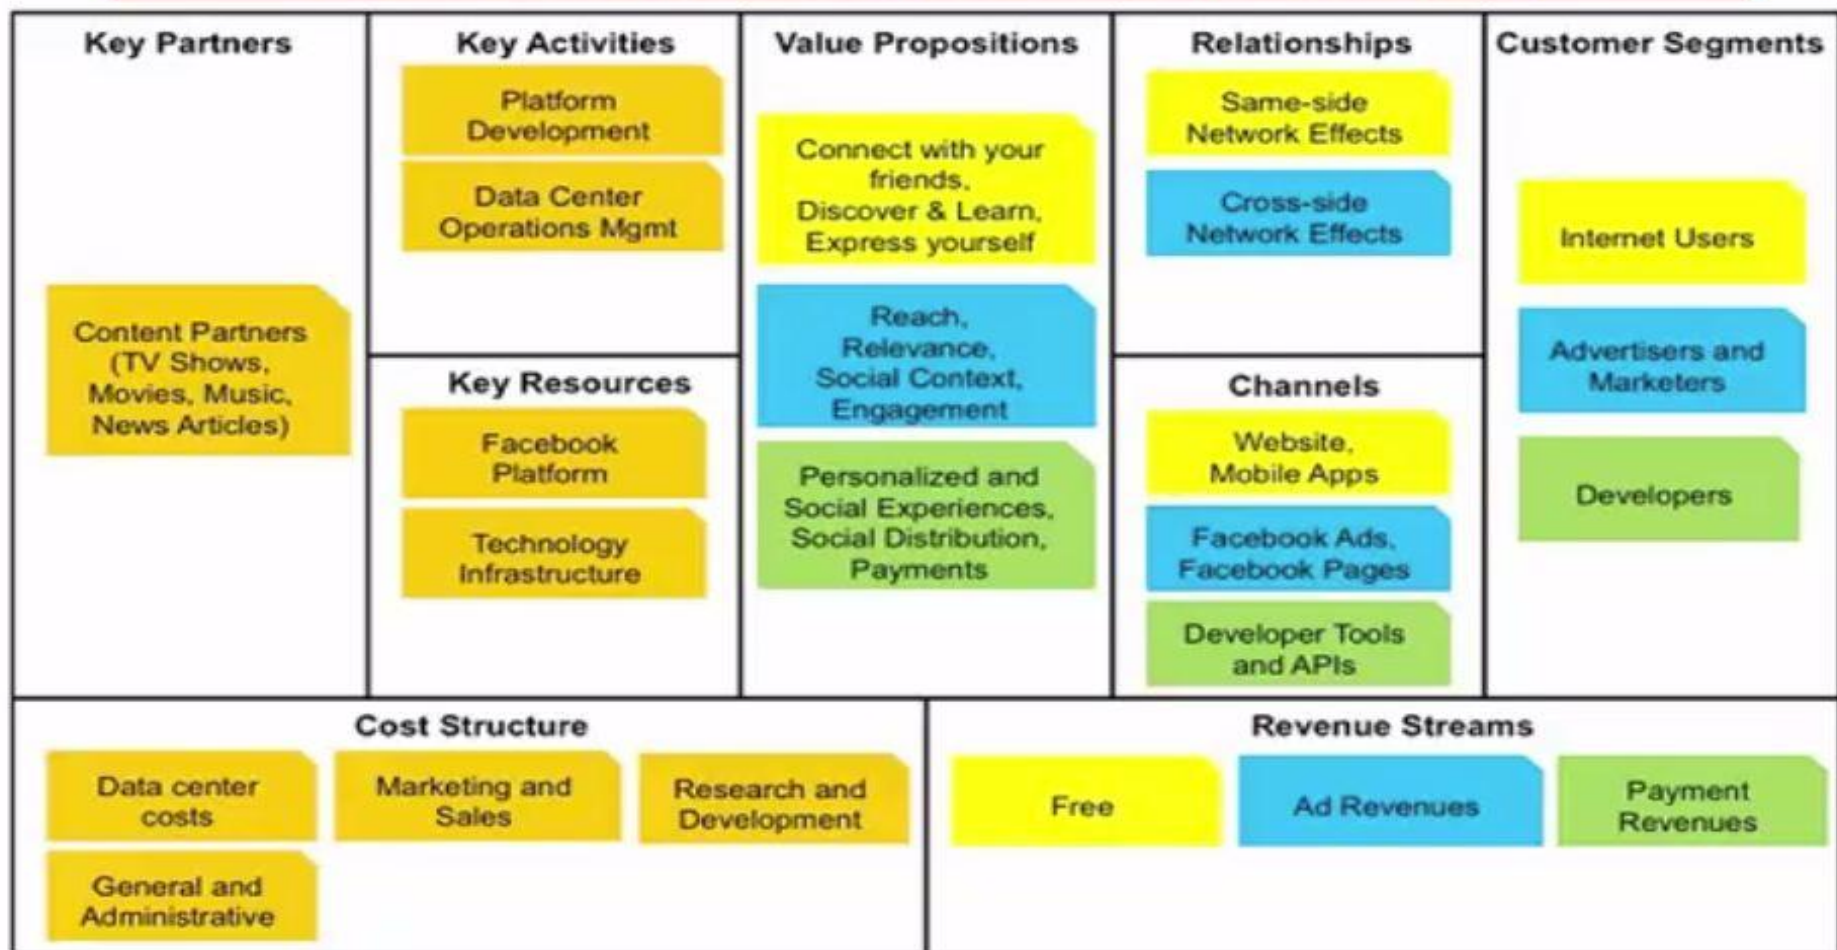 Key Partners
Content Partners
(TV Shows,
Movies, Music,
News Articles)
Key Activities
Platform
Development
Data Center
Operations Mgmt
Key Resources
Facebook
Platform
Technology
Infrastructure
Value Propositions
Connect with your
friends,
Discover & Learn,
Express yourself
Reach,
Relevance,
Social Context,
Engagement
Personalized and
Social Experiences,
Social Distribution,
Payments
Relationships
Same-side
Network Effects
Cross-side
Network Effects
Channels
Website,
Mobile Apps
Facebook Ads,
Facebook Pages
Developer Tools
and APIs
Customer Segments
Internet Users
Advertisers and
Marketers
Developers
Cost Structure
Data center
costs
Marketing and
Sales
Research and
Development
General and
Administrative
Revenue Streams
Free
Ad Revenues
Payment
Revenues